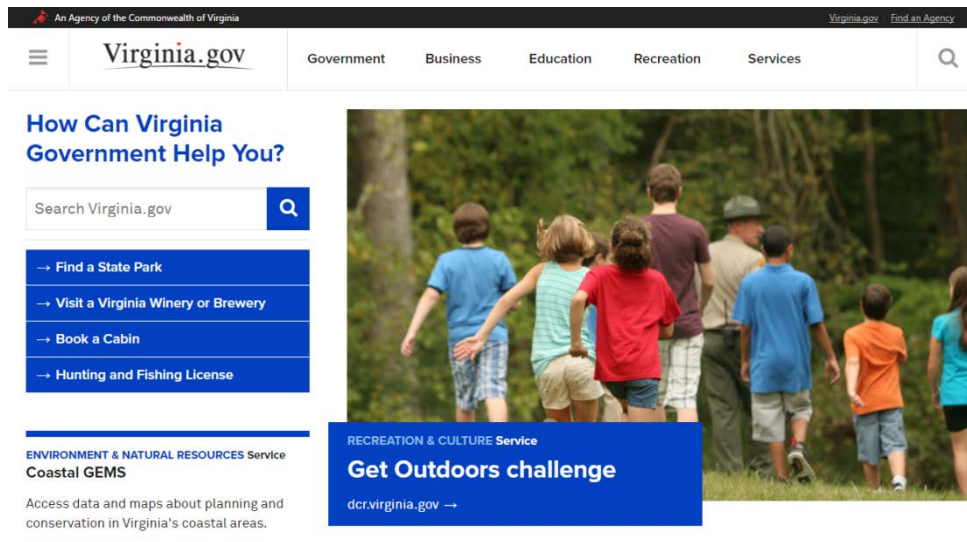 An Agency of the Commonwealth of Virginia
Virginia.gov
Find an Agency
Virginia.gov
Government
Business
Education
Recreation
Services
How Can Virginia
Government Help You?
Search Virginia.gov
→ Find a State Park
→ Visit a Virginia Winery or Brewery
→ Book a Cabin
→ Hunting and Fishing License
ENVIRONMENT & NATURAL RESOURCES Service
Coastal GEMS
Access data and maps about planning and
conservation in Virginia's coastal areas.
RECREATION & CULTURE Service
Get Outdoors challenge
dcr.virginia.gov →